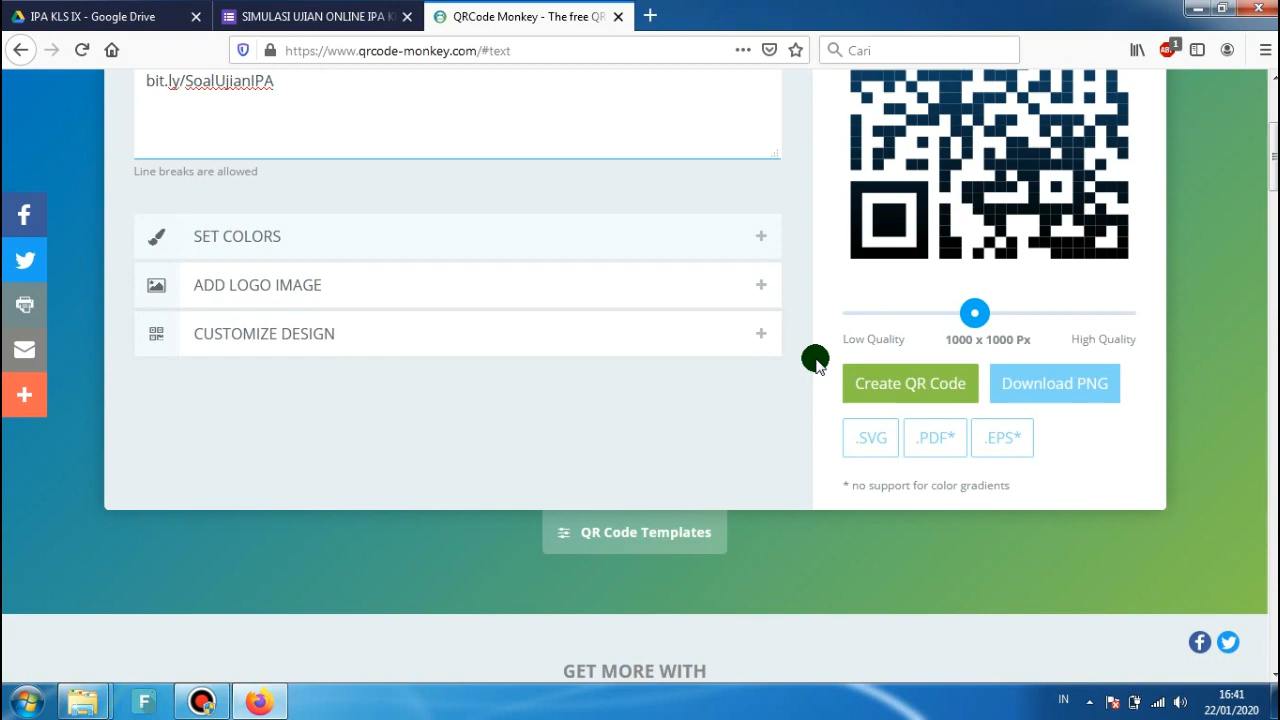 IPA KLS IX - Google Drive
SIMULASI UJIAN ONLINE IPA K
QRCode Monkey - The free QR
https://www.qrcode-monkey.com/#text
Cari
1
bit.ly/SoalUjianIPA
Line breaks are allowed
SET COLORS
ADD LOGO IMAGE
CUSTOMIZE DESIGN
Low Quality
1000 x 1000 Px
High Quality
Create QR Code
Download PNG
.SVG
.PDF*
.EPS*
* no support for color gradients
QR Code Templates
GET MORE WITH
F
IN
16:41
22/01/2020